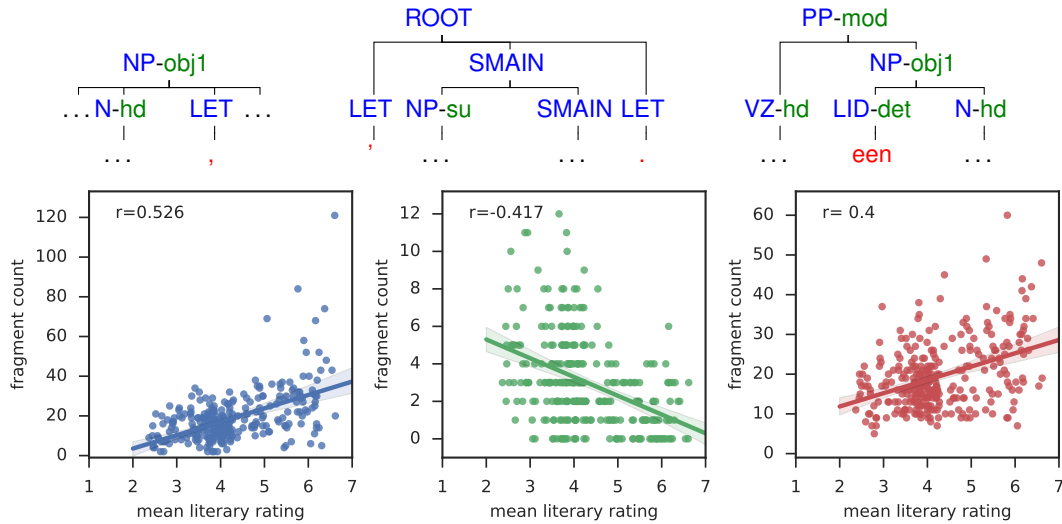 ROOT
PP-mod
NP-obj1
SMAIN
NP-obj1
... N-hd LET ...
LET NP-su SMAIN LET
VZ-hd LID-det N-hd
... ,
, ... ... .
... een ...
r=0.526
r=-0.417
r= 0.4
fragment count
120
100
80
60
40
20
0
1 2 3 4 5 6 7
mean literary rating
fragment count
12
10
8
6
4
2
0
1 2 3 4 5 6 7
mean literary rating
fragment count
60
50
40
30
20
10
0
1 2 3 4 5 6 7
mean literary rating